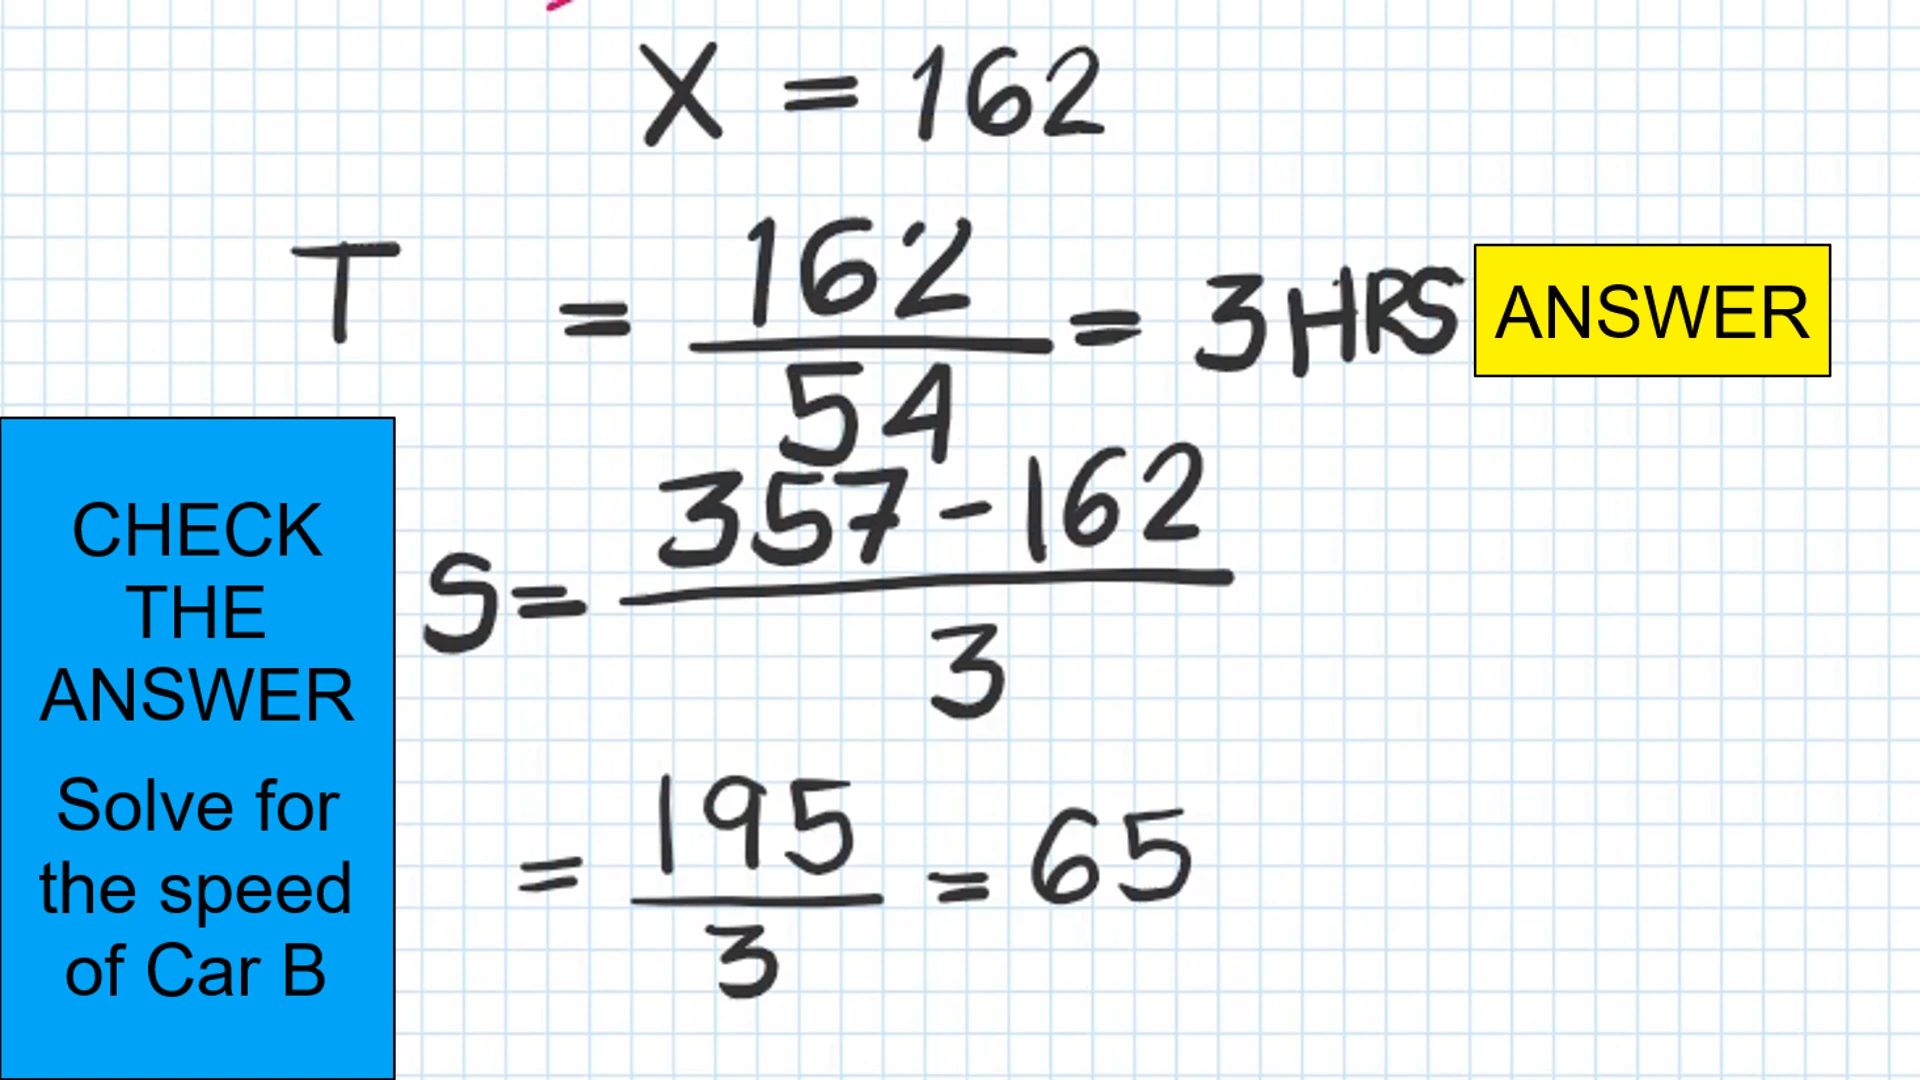 X = 162
T = 162/54 = 3 HRS
ANSWER
S = 357 - 162/3
= 195/3 = 65
CHECK
THE
ANSWER
Solve for
the speed
of Car B